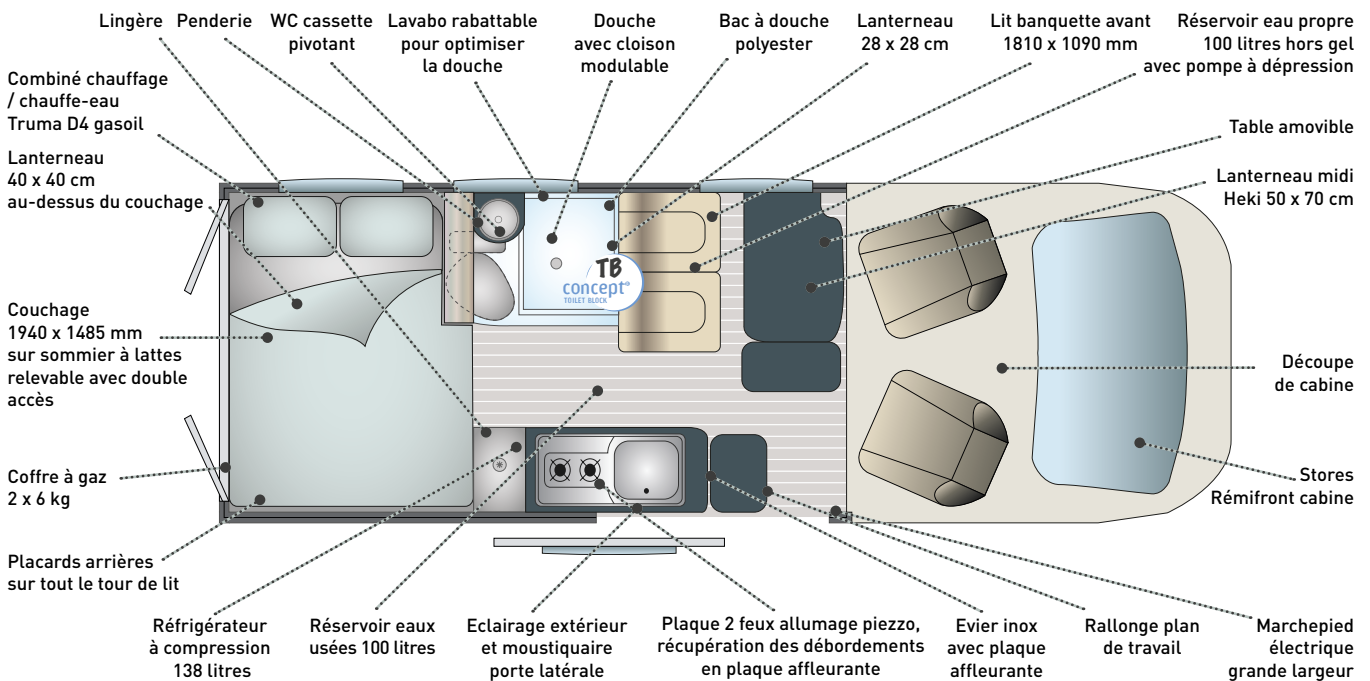 Lingère
Penderie
WC cassette
pivotant
Lavabo rabattable
pour optimiser
la douche
Douche
avec cloison
modulable
Bac à douche
polyester
Lanterneau
28 x 28 cm
Lit banquette avant
1810 x 1090 mm
Réservoir eau propre
100 litres hors gel
avec pompe à dépression
Combiné chauffage
/ chauffe-eau
Truma D4 gasoil
Table amovible
Lanterneau
40 x 40 cm
au-dessus du couchage
Lanterneau midi
Heki 50 x 70 cm
TB
concept®
TOILET BLOCK
Couchage
1940 x 1485 mm
sur sommier à lattes
relevable avec double
accès
Découpe
de cabine
Coffre à gaz
2 x 6 kg
Stores
Rémifront cabine
Placards arrières
sur tout le tour de lit
Réfrigérateur
à compression
138 litres
Réservoir eaux
usées 100 litres
Eclairage extérieur
et moustiquaire
porte latérale
Plaque 2 feux allumage piezzo,
récupération des débordements
en plaque affleurante
Evier inox
avec plaque
affleurante
Rallonge plan
de travail
Marchepied
électrique
grande largeur